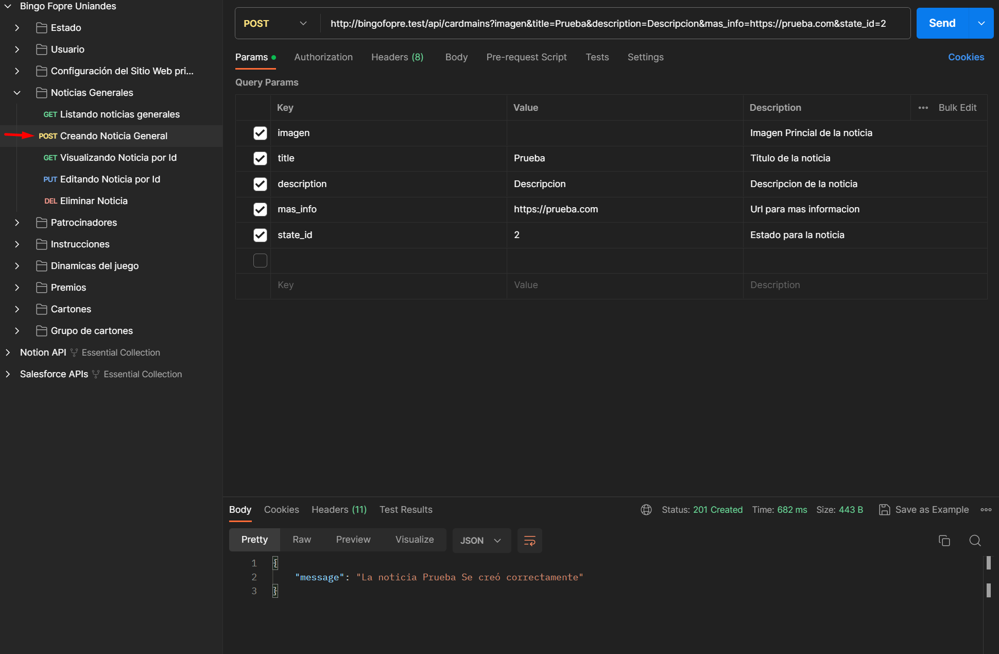 Bingo Fopre Uniandes
Estado
Usuario
Configuración del Sitio Web pri...
Noticias Generales
GET Listando noticias generales
POST Creando Noticia General
GET Visualizando Noticia por Id
PUT Editando Noticia por Id
DEL Eliminar Noticia
Patrocinadores
Instrucciones
Dinamicas del juego
Premios
Cartones
Grupo de cartones
Notion API Essential Collection
Salesforce APIs Essential Collection
POST http://bingofopre.test/api/cardmains?imagen&title=Prueba&description=Descripcion&mas_info=https://prueba.com&state_id=2 Send
Params Authorization Headers (8) Body Pre-request Script Tests Settings Cookies
Query Params
Key Value Description Bulk Edit
imagen Imagen Princial de la noticia
title Prueba Titulo de la noticia
description Descripcion Descripcion de la noticia
mas_info https://prueba.com Url para mas informacion
state_id 2 Estado para la noticia
Key Value Description
Body Cookies Headers (11) Test Results Status: 201 Created Time: 682 ms Size: 443 B Save as Example
Pretty Raw Preview Visualize JSON
1 {
2 "message": "La noticia Prueba Se creó correctamente"
3 }